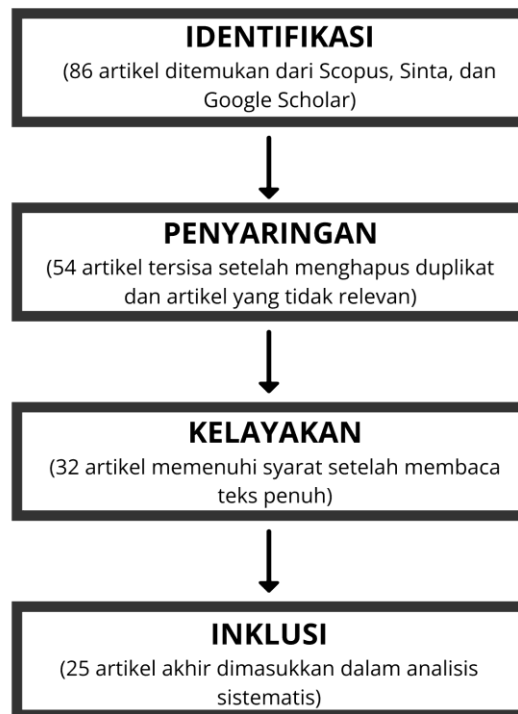 IDENTIFIKASI
(86 artikel ditemukan dari Scopus, Sinta, dan
Google Scholar)
PENYARINGAN
(54 artikel tersisa setelah menghapus duplikat
dan artikel yang tidak relevan)
KELAYAKAN
(32 artikel memenuhi syarat setelah membaca
teks penuh)
INKLUSI
(25 artikel akhir dimasukkan dalam analisis
sistematis)